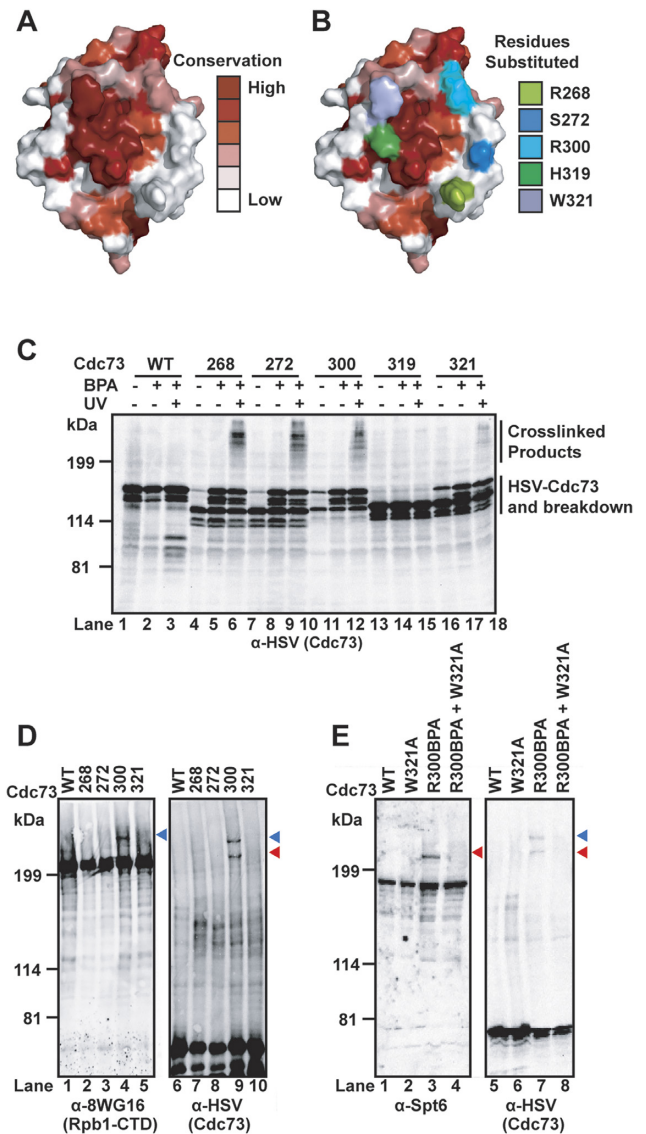 A
Conservation
High
Low
B
Residues
Substituted
R268
S272
R300
H319
W321
C
Cdc73 WT 268 272 300 319 321
BPA - + + - + + - + + - + + - + + - + +
UV + + + + + +
kDa
199
114
81
Crosslinked
Products
HSV-Cdc73
and breakdown
Lane 1 2 3 4 5 6 7 8 9 10 11 12 13 14 15 16 17 18
α-HSV (Cdc73)
D
Cdc73 WT 268 272 300 321 WT 268 272 300 321
kDa
199
114
81
Lane 1 2 3 4 5 6 7 8 9 10
α-8WG16
(Rpb1-CTD)
α-HSV
(Cdc73)
E
Cdc73 WT W321A R300BPA R300BPA + W321A WT W321A R300BPA R300BPA + W321A
kDa
199
114
81
Lane 1 2 3 4 5 6 7 8
α-Spt6
α-HSV
(Cdc73)